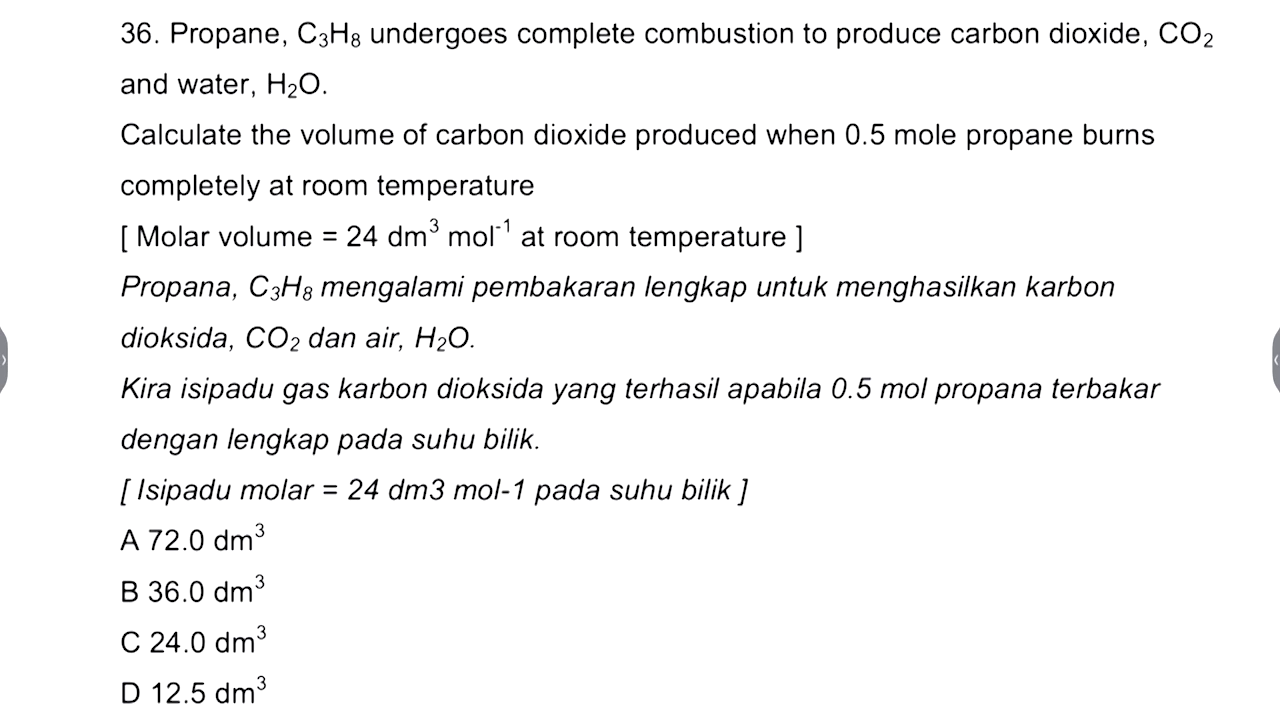 36. Propane, C₃H₈ undergoes complete combustion to produce carbon dioxide, CO₂
and water, H₂O.
Calculate the volume of carbon dioxide produced when 0.5 mole propane burns
completely at room temperature
[ Molar volume = 24 dm³ mol⁻¹ at room temperature ]
Propana, C₃H₈ mengalami pembakaran lengkap untuk menghasilkan karbon
dioksida, CO₂ dan air, H₂O.
Kira isipadu gas karbon dioksida yang terhasil apabila 0.5 mol propana terbakar
dengan lengkap pada suhu bilik.
[ Isipadu molar = 24 dm3 mol-1 pada suhu bilik ]
A 72.0 dm³
B 36.0 dm³
C 24.0 dm³
D 12.5 dm³